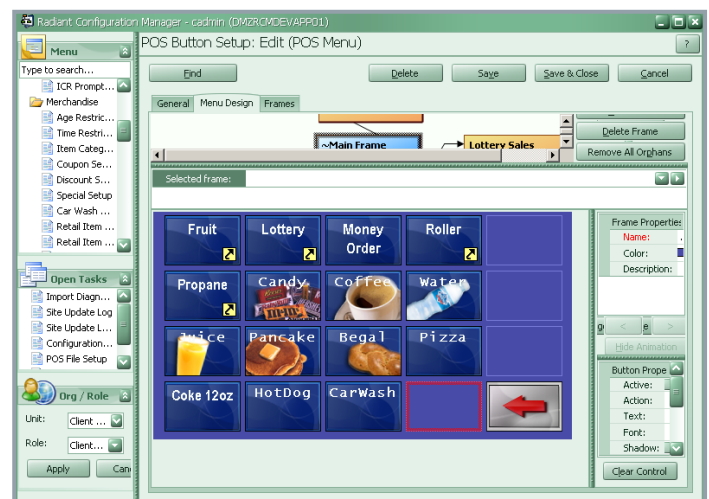 Radiant Configuration Manager - cadmin (DMZRCMDEVAPP01)
Menu
POS Button Setup: Edit (POS Menu)
?
Type to search...
Find
Delete
Save
Save & Close
Cancel
ICR Prompt...
Merchandise
Age Restric...
Time Restri...
Item Categ...
Coupon Se...
Discount S...
Special Setup
Car Wash ...
Retail Item ...
Retail Item ...
General
Menu Design
Frames
~Main Frame
Lottery Sales
Delete Frame
Remove All Orphans
Selected frame:
Fruit
Lottery
Money
Order
Roller
Propane
Candy
Coffee
Water
Juice
Pancake
Begal
Pizza
Coke 12oz
HotDog
CarWash
Frame Properties
Name:
Color:
Description:
<
e
>
Hide Animation
Button Prope
Active:
Action:
Text:
Font:
Shadow:
Clear Control
Open Tasks
Import Diagn...
Site Update Log
Site Update L...
Configuration...
POS File Setup
Org / Role
Unit:
Client ...
Role:
Client...
Apply
Can